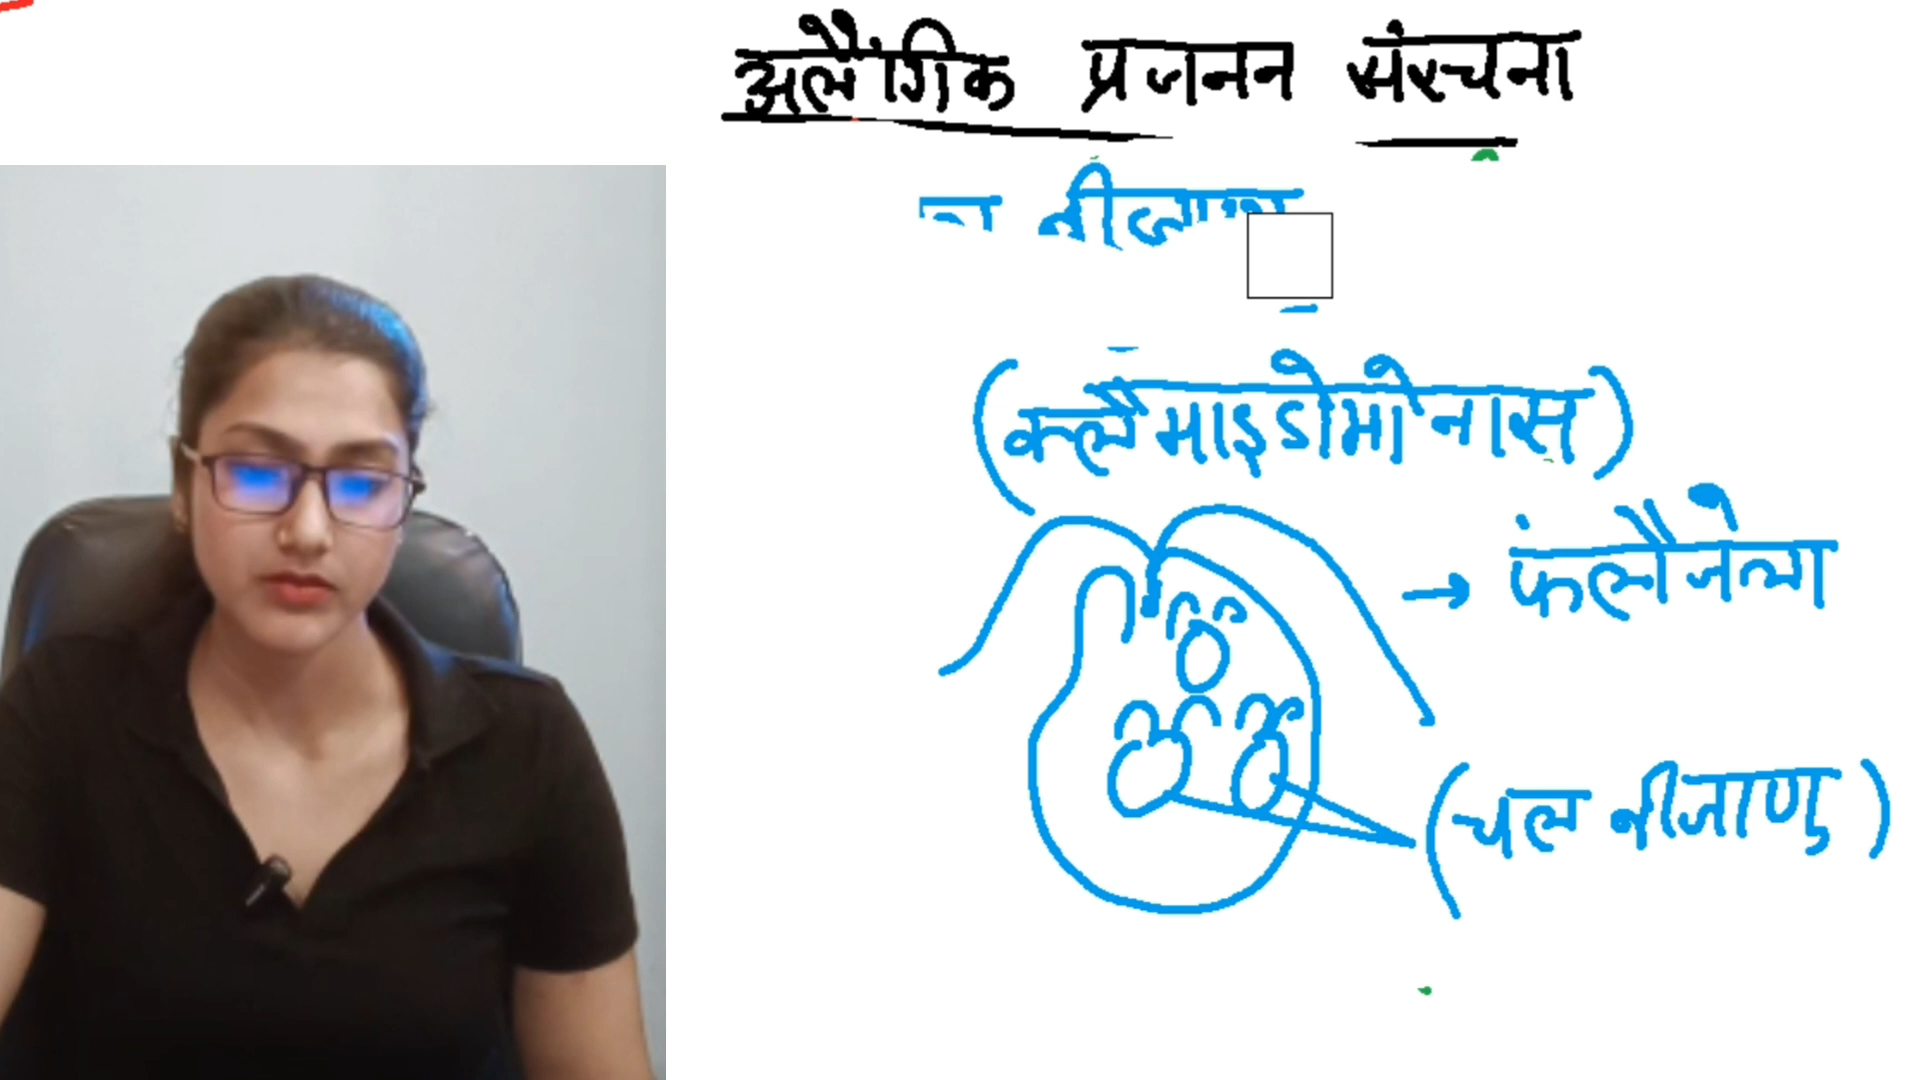 अलैंगिक प्रजनन संरचना
(क्लैमाइडोमोनास)
→ फंलैजेला
(चल बीजाणु)